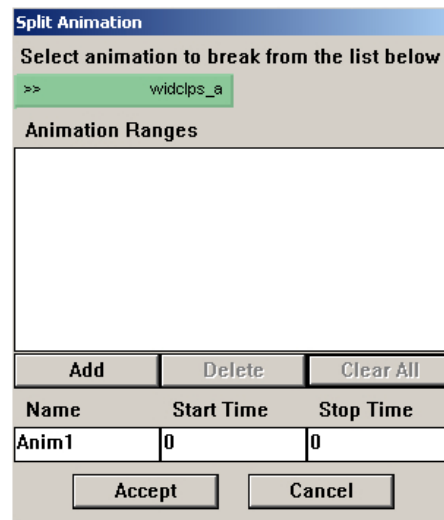 Split Animation
Select animation to break from the list below
>> widclps_a
Animation Ranges
Add Delete Clear All
Name Start Time Stop Time
Anim1 0 0
Accept Cancel